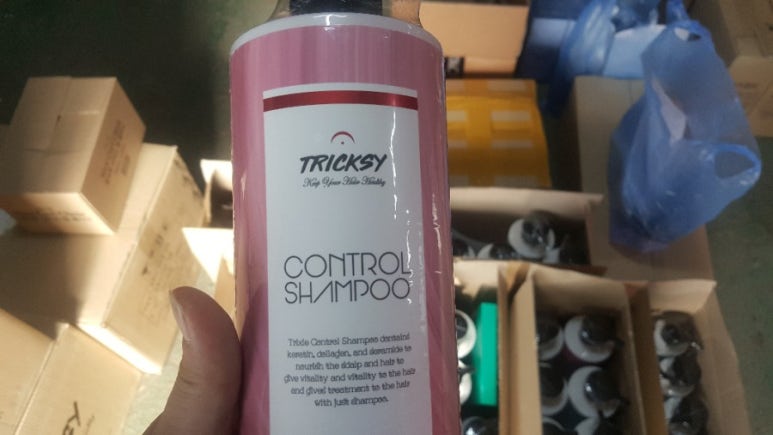 TRICKSY
Keep Your Hair Healthy
CONTROL
SHAMPOO
Trixie Control Shampoo contains
keratin, collagen, and ceramide to
nourish the scalp and hair to
give vitality and vitality to the hair
and gives treatment to the hair
with just shampoo.